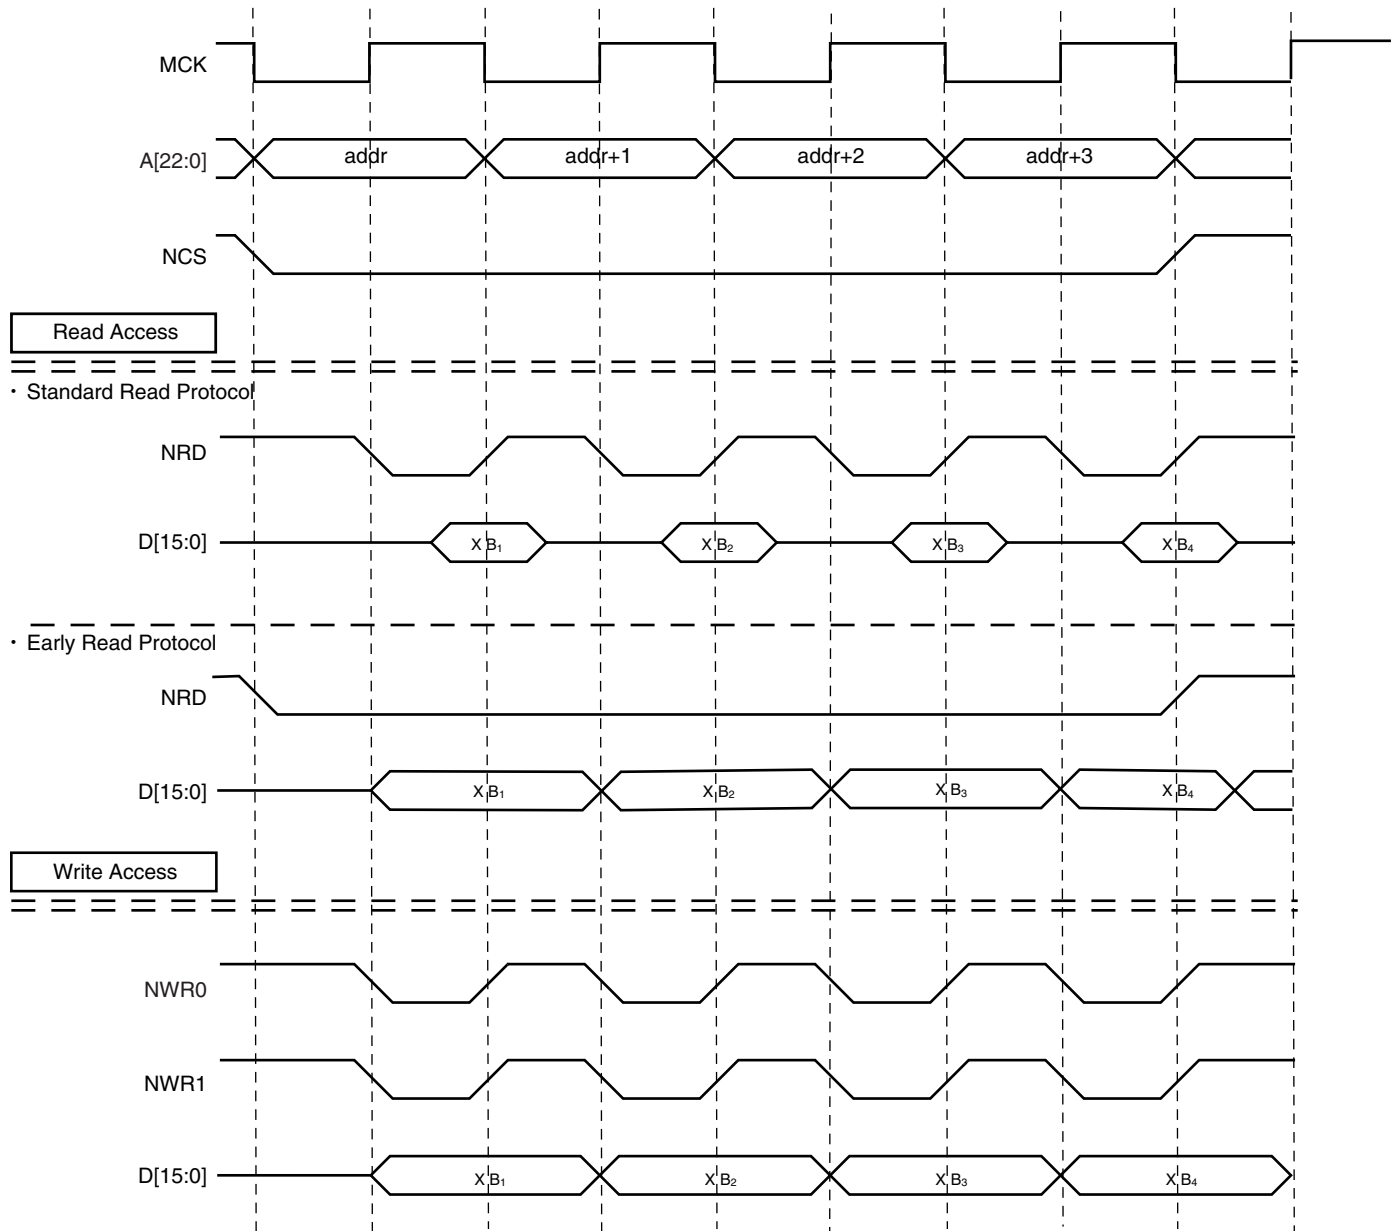 MCK
A[22:0]
addr
addr+1
addr+2
addr+3
NCS
Read Access
· Standard Read Protocol
NRD
D[15:0]
X B₁
X B₂
X B₃
X B₄
· Early Read Protocol
NRD
D[15:0]
X B₁
X B₂
X B₃
X B₄
Write Access
NWR0
NWR1
D[15:0]
X B₁
X B₂
X B₃
X B₄